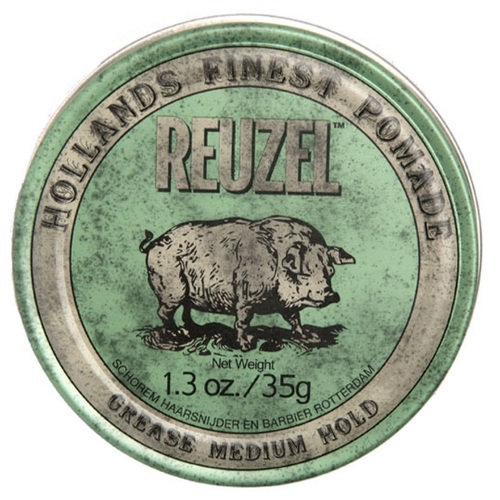 HOLLANDS FINEST POMADE
REUZEL™
Net Weight
1.3 oz./35g
SCHOREM HAARSNIJDER EN BARBIER ROTTERDAM
GREASE MEDIUM HOLD